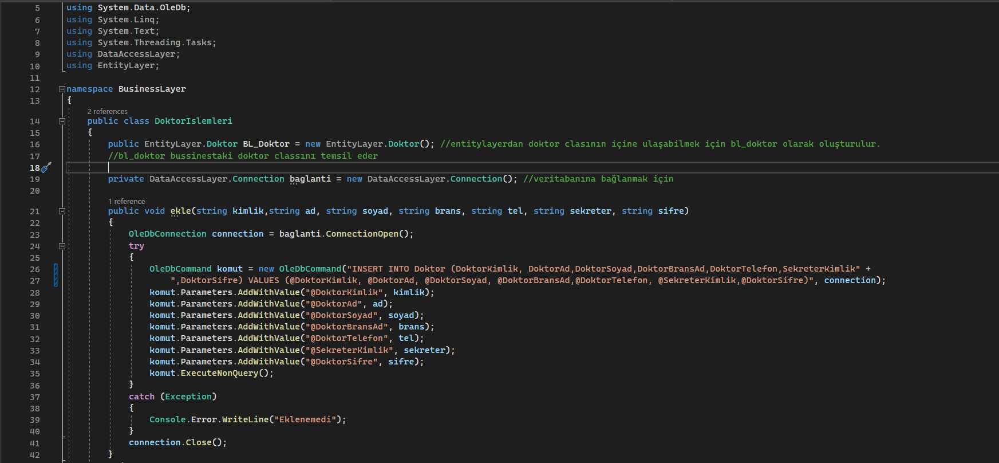 5 using System.Data.OleDb;
6 using System.Linq;
7 using System.Text;
8 using System.Threading.Tasks;
9 using DataAccessLayer;
10 using EntityLayer;
11
12 namespace BusinessLayer
13 {
2 references
14 public class DoktorIslemleri
15 {
16 public EntityLayer.Doktor BL_Doktor = new EntityLayer.Doktor(); //entitylayerdan doktor clasının içine ulaşabilmek için bl_doktor olarak oluşturulur.
17 //bl_doktor bussinestaki doktor classını temsil eder
18
19 private DataAccessLayer.Connection baglanti = new DataAccessLayer.Connection(); //veritabanına bağlanmak için
20
1 reference
21 public void ekle(string kimlik,string ad, string soyad, string brans, string tel, string sekreter, string sifre)
22 {
23 OleDbConnection connection = baglanti.ConnectionOpen();
24 try
25 {
26 OleDbCommand komut = new OleDbCommand("INSERT INTO Doktor (DoktorKimlik, DoktorAd,DoktorSoyad,DoktorBransAd,DoktorTelefon,SekreterKimlik" +
27 ",DoktorSifre) VALUES (@DoktorKimlik, @DoktorAd, @DoktorSoyad, @DoktorBransAd,@DoktorTelefon, @SekreterKimlik,@DoktorSifre)", connection);
28 komut.Parameters.AddWithValue("@DoktorKimlik", kimlik);
29 komut.Parameters.AddWithValue("@DoktorAd", ad);
30 komut.Parameters.AddWithValue("@DoktorSoyad", soyad);
31 komut.Parameters.AddWithValue("@DoktorBransAd", brans);
32 komut.Parameters.AddWithValue("@DoktorTelefon", tel);
33 komut.Parameters.AddWithValue("@SekreterKimlik", sekreter);
34 komut.Parameters.AddWithValue("@DoktorSifre", sifre);
35 komut.ExecuteNonQuery();
36 }
37 catch (Exception)
38 {
39 Console.Error.WriteLine("Eklenemedi");
40 }
41 connection.Close();
42 }